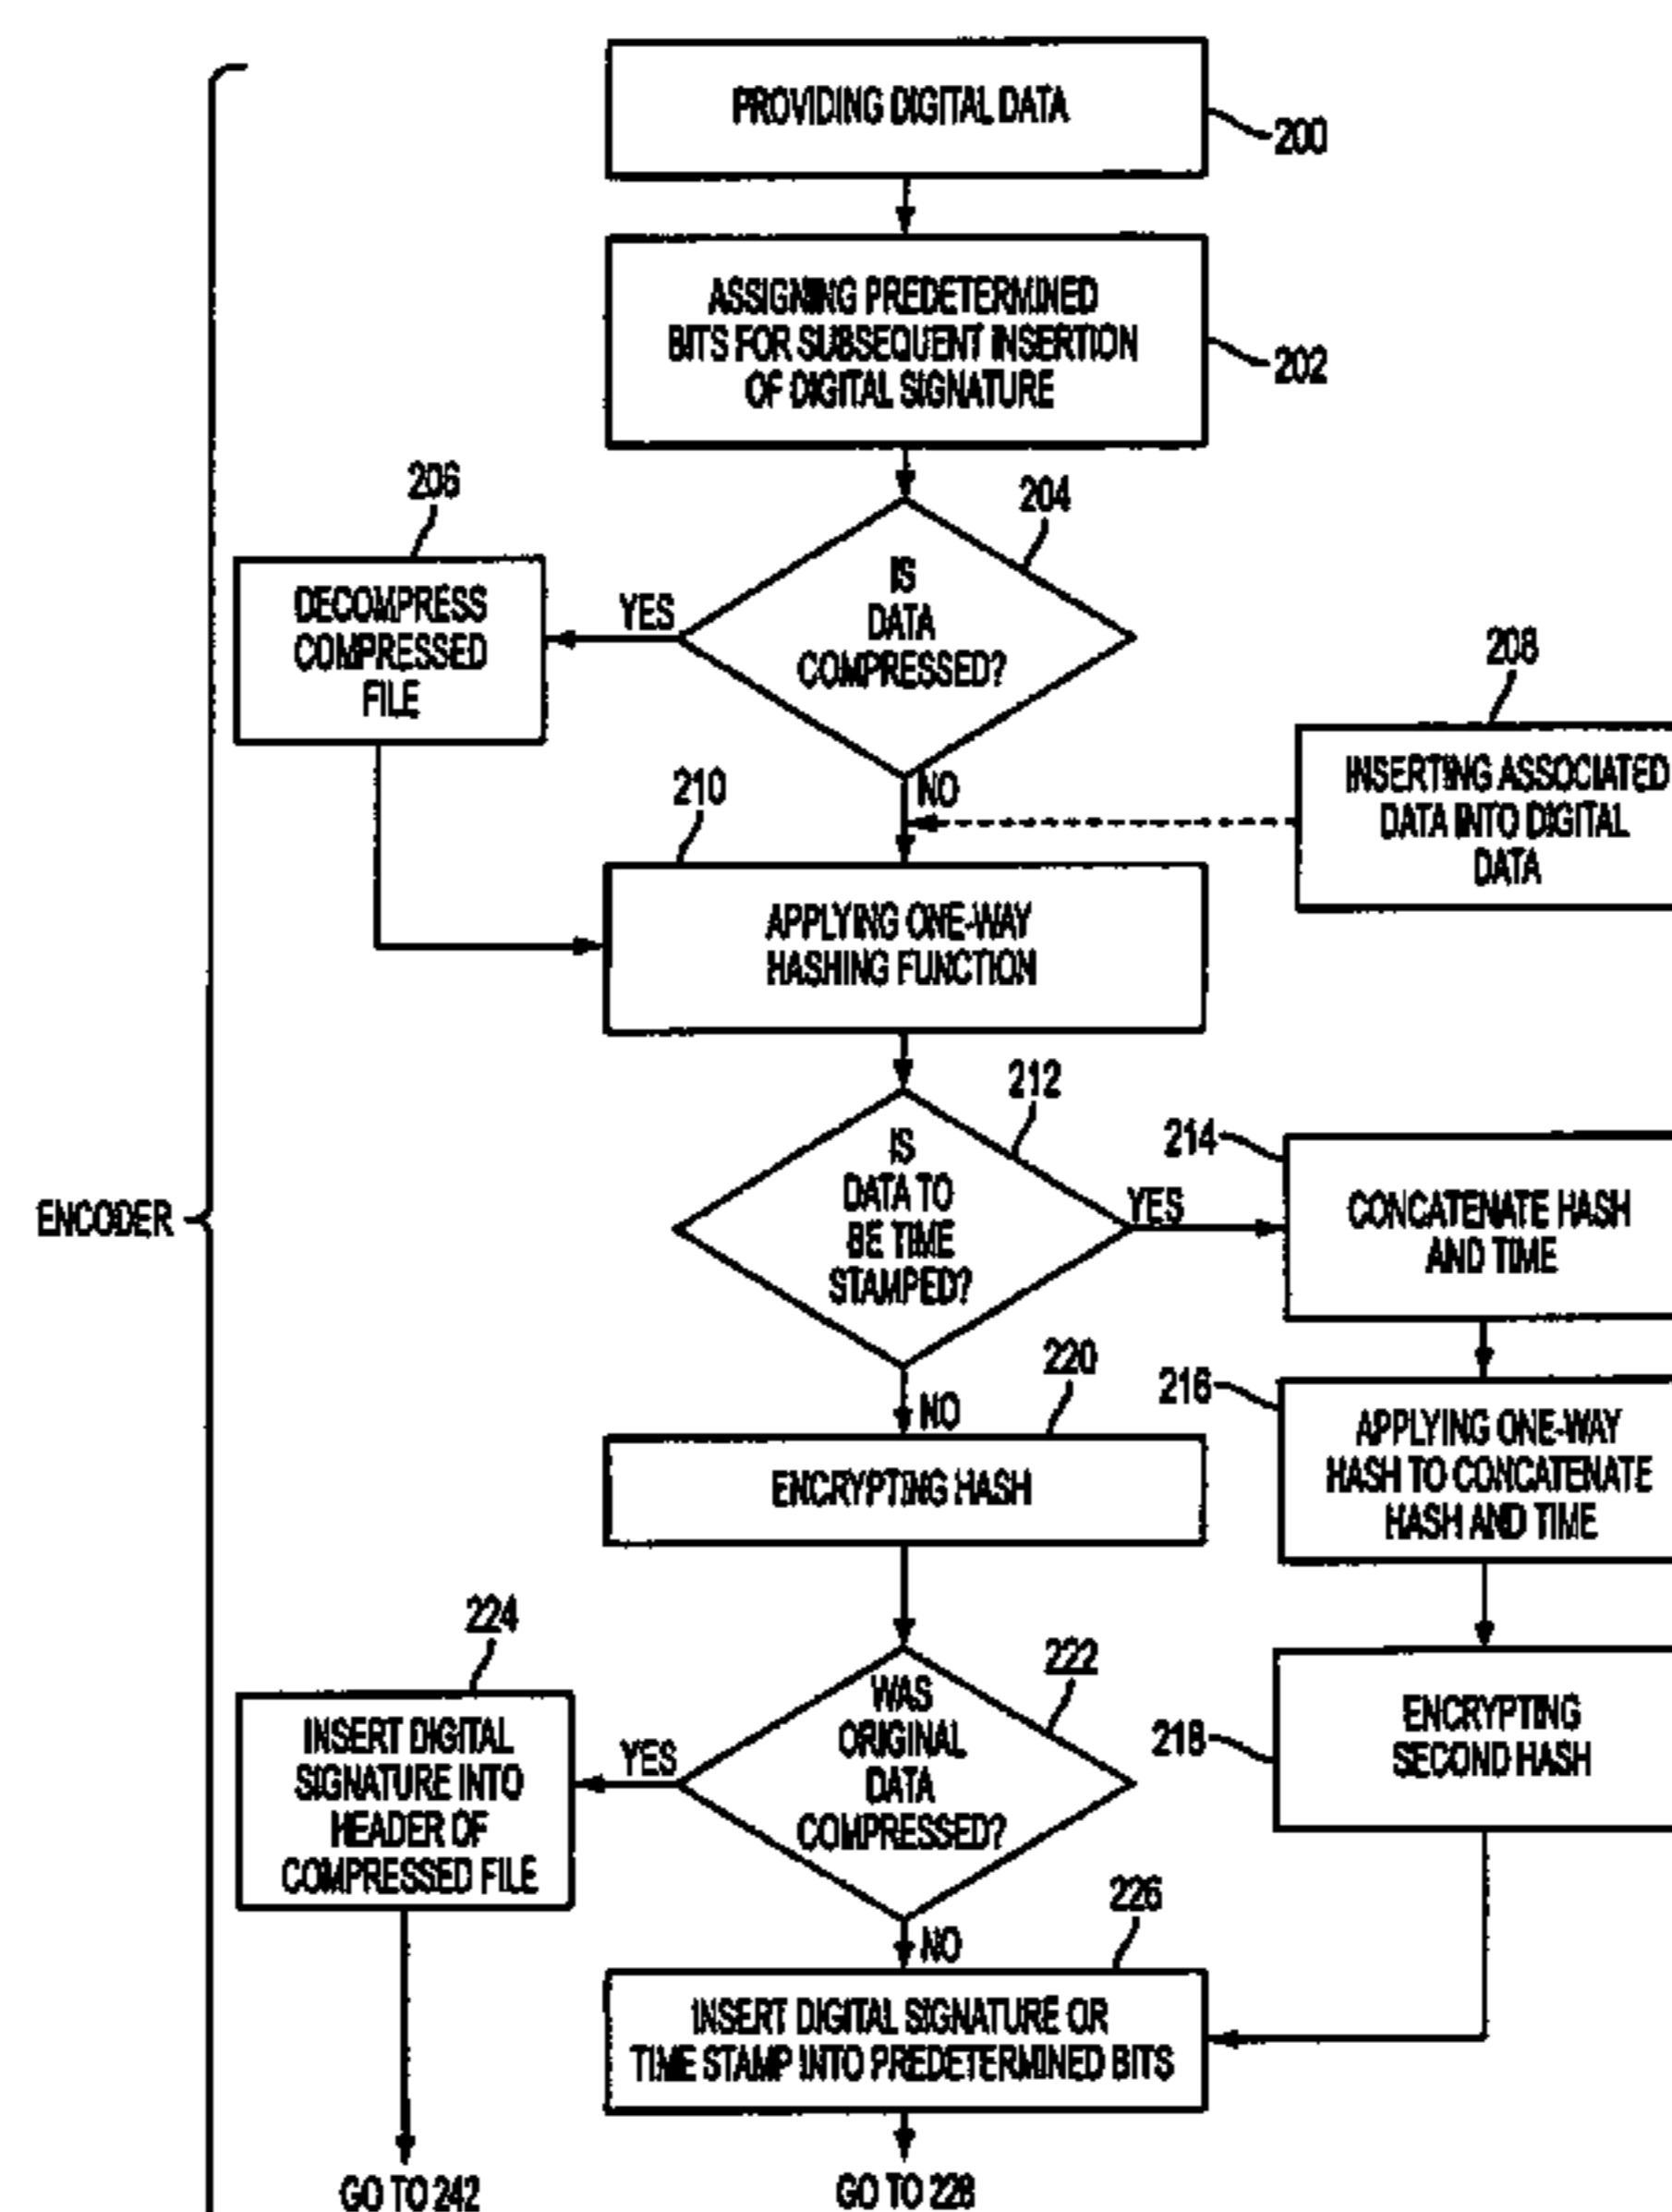 PROVIDING DIGITAL DATA
200
ASSIGNING PREDETERMINED
BITS FOR SUBSEQUENT INSERTION
OF DIGITAL SIGNATURE
202
206
204
IS
DATA
COMPRESSED?
YES
DECOMPRESS
COMPRESSED
FILE
208
INSERTING ASSOCIATED
DATA INTO DIGITAL
DATA
NO
210
APPLYING ONE-WAY
HASHING FUNCTION
212
IS
DATA TO
BE TIME
STAMPED?
YES
214
CONCATENATE HASH
AND TIME
ENCODER
NO
220
ENCRYPTING HASH
216
APPLYING ONE-WAY
HASH TO CONCATENATE
HASH AND TIME
224
222
WAS
ORIGINAL
DATA
COMPRESSED?
YES
INSERT DIGITAL
SIGNATURE INTO
HEADER OF
COMPRESSED FILE
218
ENCRYPTING
SECOND HASH
NO
226
INSERT DIGITAL SIGNATURE OR
TIME STAMP INTO PREDETERMINED BITS
GO TO 242
GO TO 228